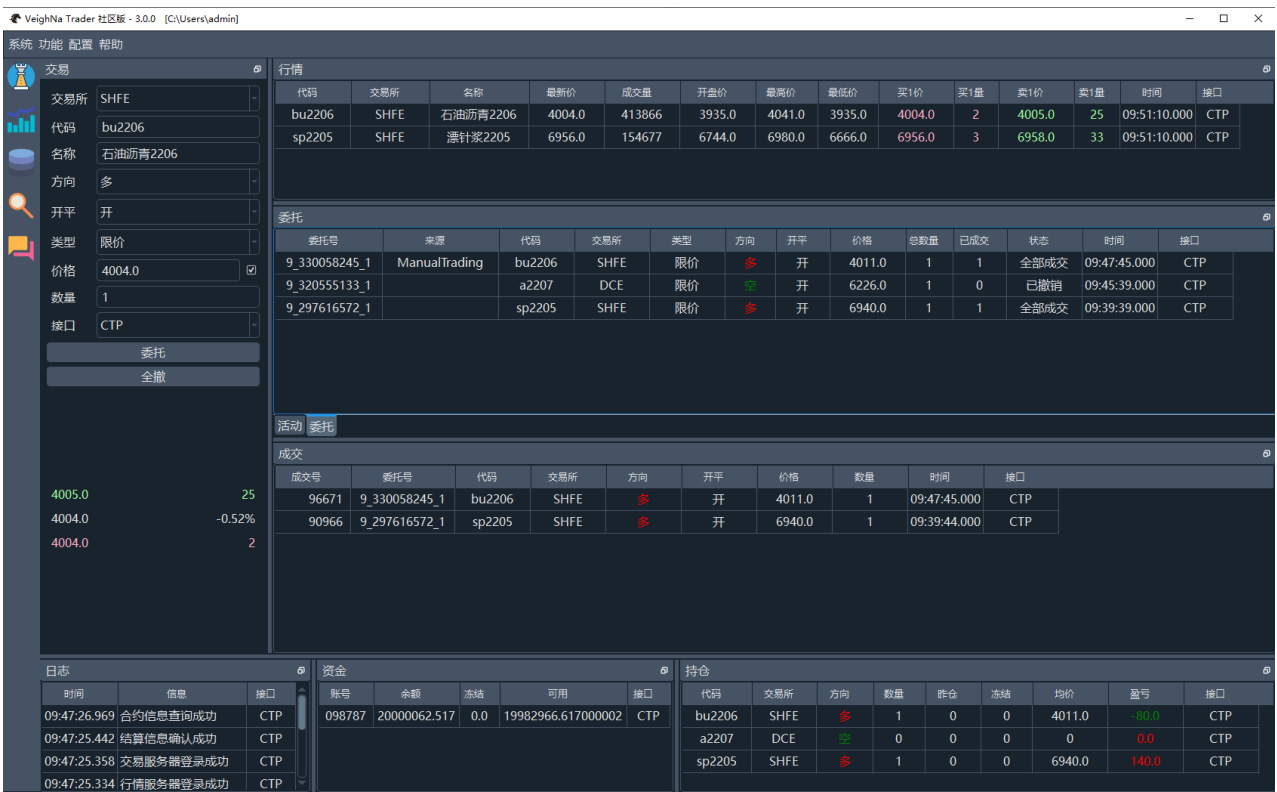 VeighNa Trader 社区版 - 3.0.0 [C:\Users\admin]
系统 功能 配置 帮助
交易
交易所 SHFE
代码 bu2206
名称 石油沥青2206
方向 多
开平 开
类型 限价
价格 4004.0
数量 1
接口 CTP
委托
全撤
4005.0 25
4004.0 -0.52%
4004.0 2
行情
代码 交易所 名称 最新价 成交量 开盘价 最高价 最低价 买1价 买1量 卖1价 卖1量 时间 接口
bu2206 SHFE 石油沥青2206 4004.0 413866 3935.0 4041.0 3935.0 4004.0 2 4005.0 25 09:51:10.000 CTP
sp2205 SHFE 漂针浆2205 6956.0 154677 6744.0 6980.0 6666.0 6956.0 3 6958.0 33 09:51:10.000 CTP
委托
委托号 来源 代码 交易所 类型 方向 开平 价格 总数量 已成交 状态 时间 接口
9_330058245_1 ManualTrading bu2206 SHFE 限价 多 开 4011.0 1 1 全部成交 09:47:45.000 CTP
9_320555133_1 a2207 DCE 限价 空 开 6226.0 1 0 已撤销 09:45:39.000 CTP
9_297616572_1 sp2205 SHFE 限价 多 开 6940.0 1 1 全部成交 09:39:39.000 CTP
活动 委托
成交
成交号 委托号 代码 交易所 方向 开平 价格 数量 时间 接口
96671 9_330058245_1 bu2206 SHFE 多 开 4011.0 1 09:47:45.000 CTP
90966 9_297616572_1 sp2205 SHFE 多 开 6940.0 1 09:39:44.000 CTP
日志
时间 信息 接口
09:47:26.969 合约信息查询成功 CTP
09:47:25.442 结算信息确认成功 CTP
09:47:25.358 交易服务器登录成功 CTP
09:47:25.334 行情服务器登录成功 CTP
资金
账号 余额 冻结 可用 接口
098787 20000062.517 0.0 19982966.617000002 CTP
持仓
代码 交易所 方向 数量 昨仓 冻结 均价 盈亏 接口
bu2206 SHFE 多 1 0 0 4011.0 -80.0 CTP
a2207 DCE 空 0 0 0 0 0.0 CTP
sp2205 SHFE 多 1 0 0 6940.0 140.0 CTP